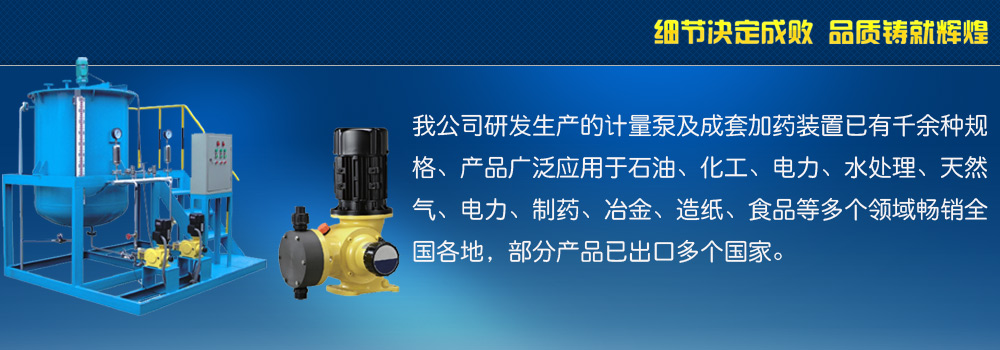 细节决定成败 品质铸就辉煌
我公司研发生产的计量泵及成套加药装置已有千余种规
格、产品广泛应用于石油、化工、电力、水处理、天然
气、电力、制药、冶金、造纸、食品等多个领域畅销全
国各地，部分产品已出口多个国家。